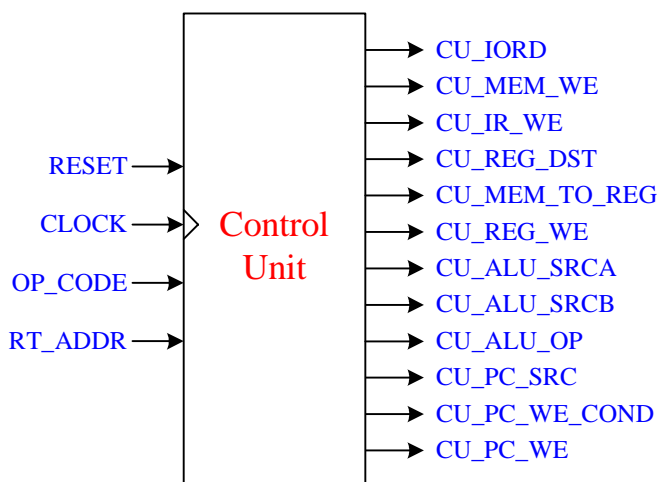 RESET
CLOCK
OP_CODE
RT_ADDR
Control
Unit
CU_IORD
CU_MEM_WE
CU_IR_WE
CU_REG_DST
CU_MEM_TO_REG
CU_REG_WE
CU_ALU_SRCA
CU_ALU_SRCB
CU_ALU_OP
CU_PC_SRC
CU_PC_WE_COND
CU_PC_WE